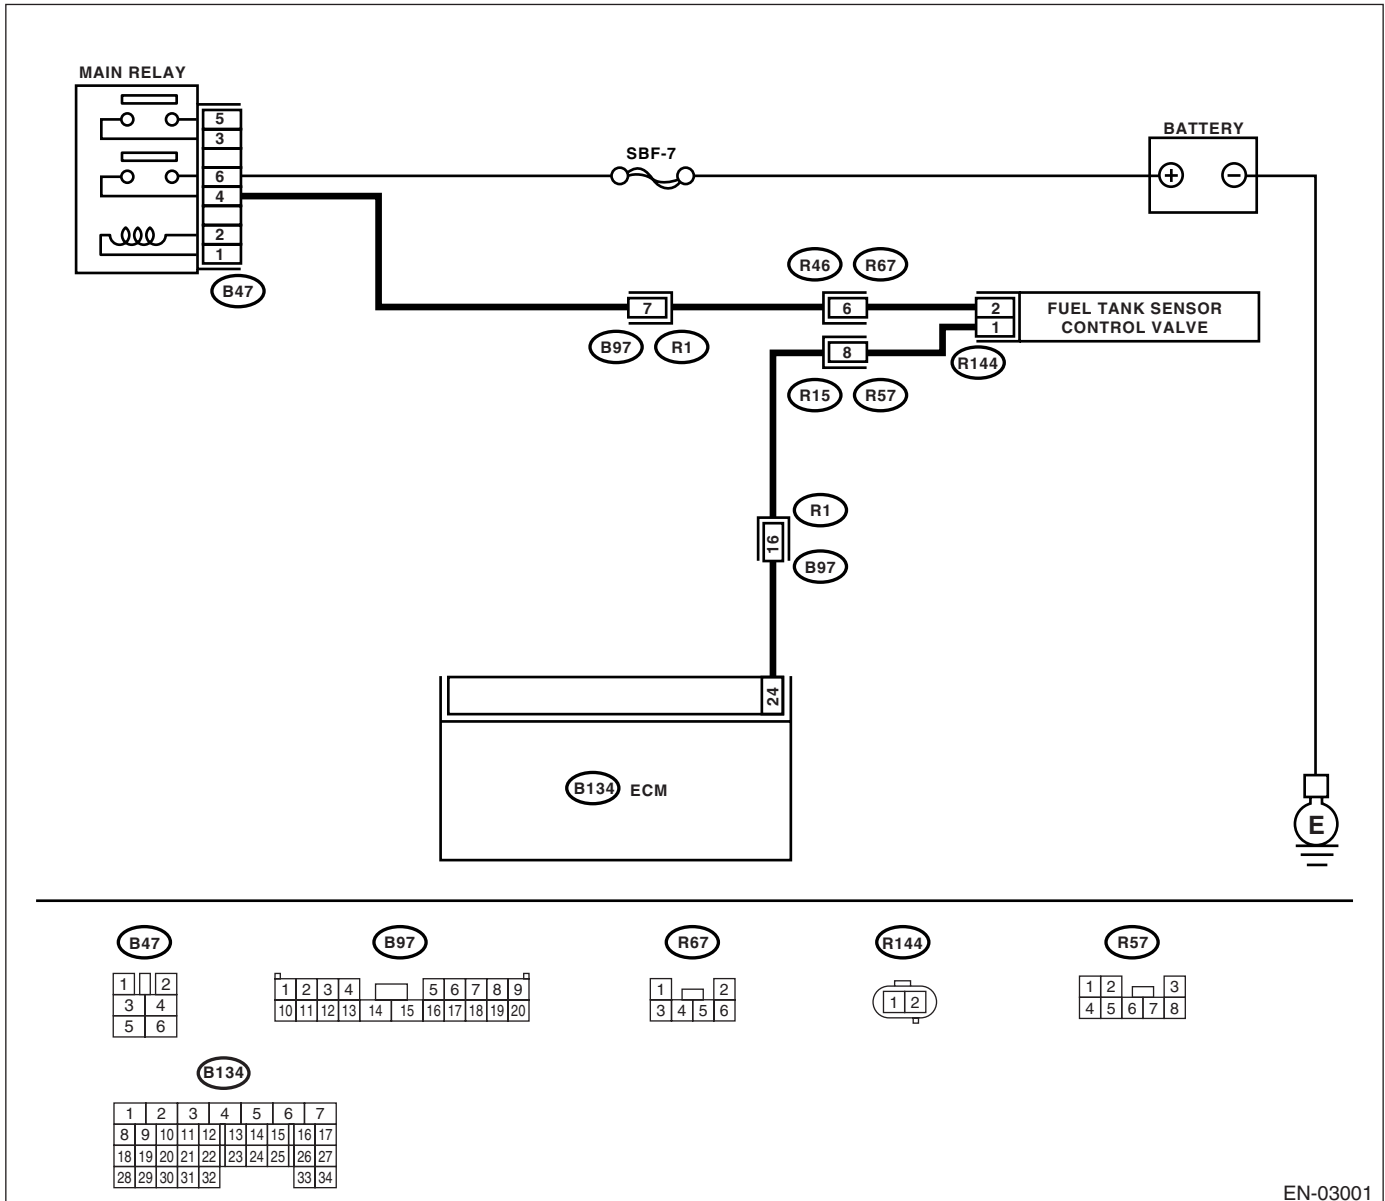 MAIN RELAY
5
3
6
4
2
1
B47
SBF-7
BATTERY
+ −
R46 R67
7
6
2
1
FUEL TANK SENSOR
CONTROL VALVE
B97 R1
8
R144
R15 R57
R1
16
B97
24
B134 ECM
E
B47 B97 R67 R144 R57
1 2
3 4
5 6
1 2 3 4 5 6 7 8 9
10 11 12 13 14 15 16 17 18 19 20
1 2
3 4 5 6
1 2
1 2 3
4 5 6 7 8
B134
1 2 3 4 5 6 7
8 9 10 11 12 13 14 15 16 17
18 19 20 21 22 23 24 25 26 27
28 29 30 31 32 33 34
EN-03001